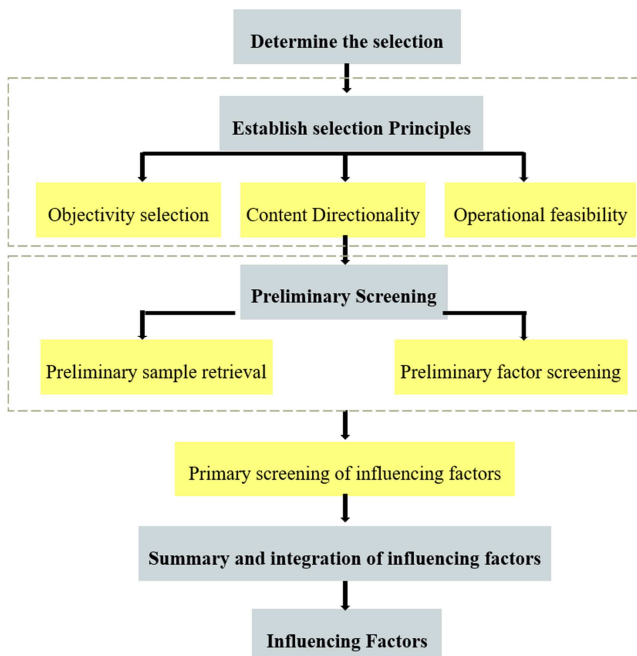 Determine the selection
Establish selection Principles
Objectivity selection
Content Directionality
Operational feasibility
Preliminary Screening
Preliminary sample retrieval
Preliminary factor screening
Primary screening of influencing factors
Summary and integration of influencing factors
Influencing Factors